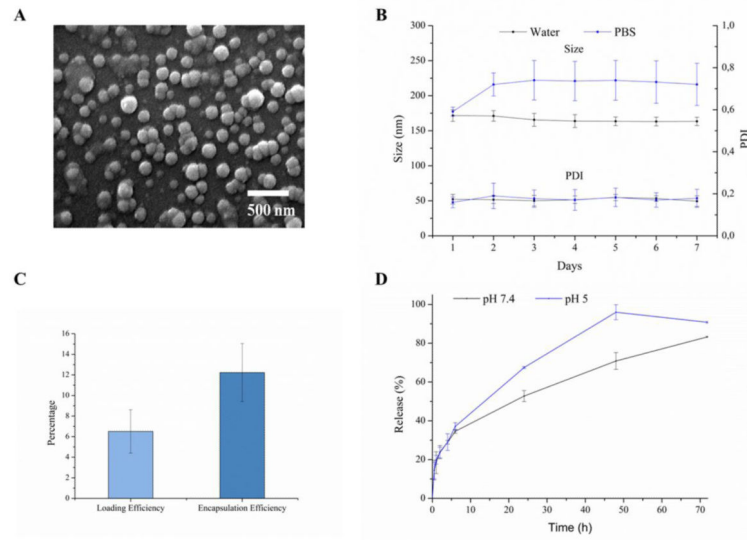 A
500 nm
B
Water PBS
Size
PDI
Size (nm)
300
250
200
150
100
50
0
PDI
1,0
0,8
0,6
0,4
0,2
0,0
1 2 3 4 5 6 7
Days
C
Percentage
16
14
12
10
8
6
4
2
0
Loading Efficiency Encapsulation Efficiency
D
pH 7.4 pH 5
Release (%)
100
80
60
40
20
0
0 10 20 30 40 50 60 70
Time (h)